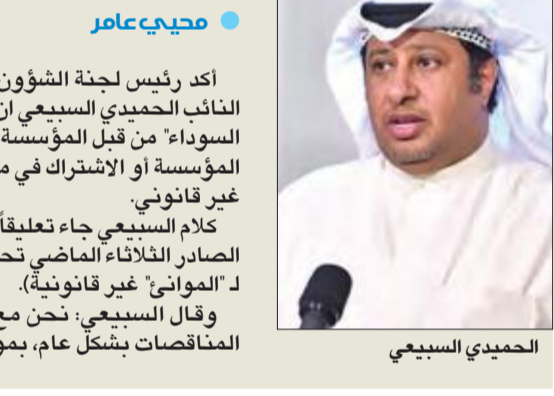 محيي عامر
أكد رئيس لجنة الشؤون
النائب الحميدي السبيعي ان
السوداء" من قبل المؤسسة
المؤسسة أو الاشتراك في م
غير قانوني.
كلام السبيعي جاء تعليقاً
الصادر الثلاثاء الماضي تح
لـ "الموانئ" غير قانونية).
وقال السبيعي: نحن مع
المناقصات بشكل عام، بمو
الحميدي السبيعي